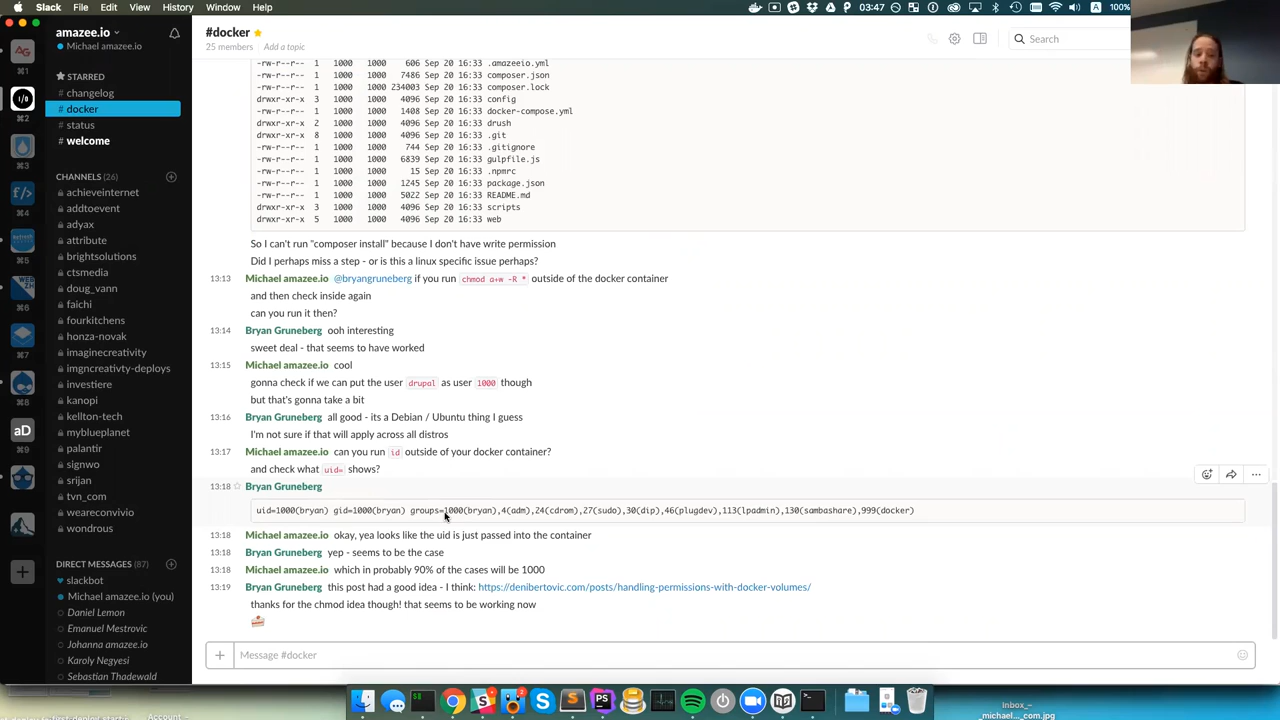 Slack File Edit View History Window Help
03:47
100%
amazee.io
Michael amazee.io
STARRED
# changelog
# docker
# status
# welcome
CHANNELS (26)
achieveinternet
addtoevent
adyax
attribute
brightsolutions
ctsmedia
doug_vann
faichi
fourkitchens
honza-novak
imaginecreativity
imgncreativty-deploys
investiere
kanopi
kellton-tech
myblueplanet
palantir
signwo
srijan
tvn_com
weareconvivio
wondrous
DIRECT MESSAGES (87)
slackbot
Michael amazee.io (you)
Daniel Lemon
Emanuel Mestrovic
Johanna amazee.io
Karoly Negyesi
Sebastian Thadewald
⌘1
⌘2
⌘3
⌘4
⌘5
⌘6
⌘7
⌘8
⌘9
#docker
25 members
Add a topic
Search
-rw-r--r-- 1 1000 1000 606 Sep 20 16:33 .amazeeio.yml
-rw-r--r-- 1 1000 1000 7486 Sep 20 16:33 composer.json
-rw-r--r-- 1 1000 1000 234003 Sep 20 16:33 composer.lock
drwxr-xr-x 3 1000 1000 4096 Sep 20 16:33 config
-rw-r--r-- 1 1000 1000 1408 Sep 20 16:33 docker-compose.yml
drwxr-xr-x 2 1000 1000 4096 Sep 20 16:33 drush
drwxr-xr-x 8 1000 1000 4096 Sep 20 16:33 .git
-rw-r--r-- 1 1000 1000 744 Sep 20 16:33 .gitignore
-rw-r--r-- 1 1000 1000 6839 Sep 20 16:33 gulpfile.js
-rw-r--r-- 1 1000 1000 15 Sep 20 16:33 .npmrc
-rw-r--r-- 1 1000 1000 1245 Sep 20 16:33 package.json
-rw-r--r-- 1 1000 1000 5022 Sep 20 16:33 README.md
drwxr-xr-x 3 1000 1000 4096 Sep 20 16:33 scripts
drwxr-xr-x 5 1000 1000 4096 Sep 20 16:33 web
So I can't run "composer install" because I don't have write permission
Did I perhaps miss a step - or is this a linux specific issue perhaps?
13:13 Michael amazee.io @bryangruneberg if you run chmod a+w -R * outside of the docker container
and then check inside again
can you run it then?
13:14 Bryan Gruneberg ooh interesting
sweet deal - that seems to have worked
13:15 Michael amazee.io cool
gonna check if we can put the user drupal as user 1000 though
but that's gonna take a bit
13:16 Bryan Gruneberg all good - its a Debian / Ubuntu thing I guess
I'm not sure if that will apply across all distros
13:17 Michael amazee.io can you run id outside of your docker container?
and check what uid= shows?
13:18 Bryan Gruneberg
uid=1000(bryan) gid=1000(bryan) groups=1000(bryan),4(adm),24(cdrom),27(sudo),30(dip),46(plugdev),113(lpadmin),130(sambashare),999(docker)
13:18 Michael amazee.io okay, yea looks like the uid is just passed into the container
13:18 Bryan Gruneberg yep - seems to be the case
13:18 Michael amazee.io which in probably 90% of the cases will be 1000
13:19 Bryan Gruneberg this post had a good idea - I think: https://denibertovic.com/posts/handling-permissions-with-docker-volumes/
thanks for the chmod idea though! that seems to be working now
Message #docker
Inbox_–
_michael..._com.jpg